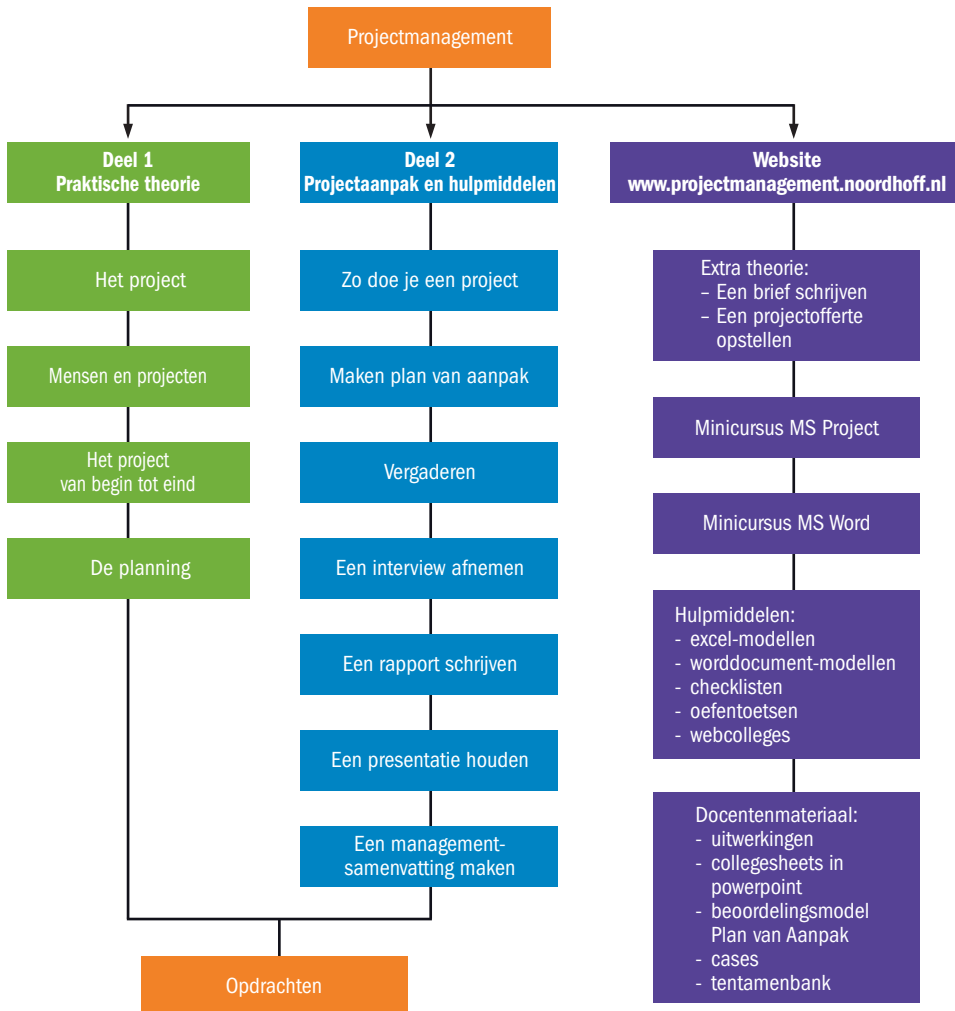 Projectmanagement
Deel 1
Praktische theorie
Het project
Mensen en projecten
Het project
van begin tot eind
De planning
Deel 2
Projectaanpak en hulpmiddelen
Zo doe je een project
Maken plan van aanpak
Vergaderen
Een interview afnemen
Een rapport schrijven
Een presentatie houden
Een management-
samenvatting maken
Website
www.projectmanagement.noordhoff.nl
Extra theorie:
– Een brief schrijven
– Een projectofferte
opstellen
Minicursus MS Project
Minicursus MS Word
Hulpmiddelen:
- excel-modellen
- worddocument-modellen
- checklisten
- oefentoetsen
- webcolleges
Docentenmateriaal:
- uitwerkingen
- collegesheets in
powerpoint
- beoordelingsmodel
Plan van Aanpak
- cases
- tentamenbank
Opdrachten